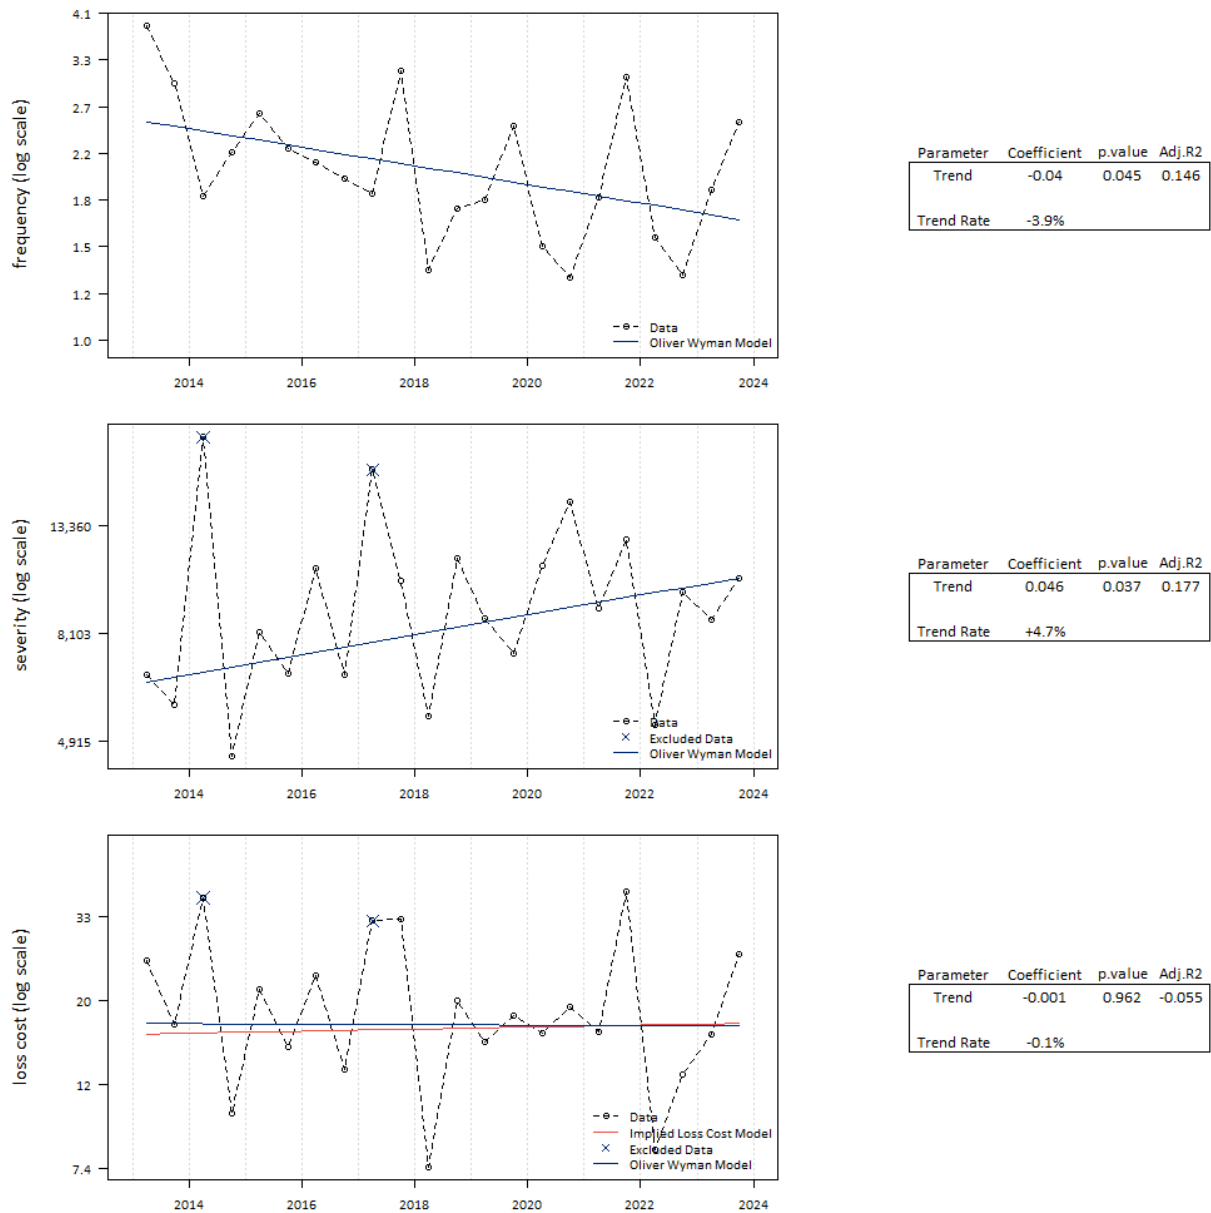 4.1
3.3
2.7
2.2
1.8
1.5
1.2
1.0
frequency (log scale)
Data
Oliver Wyman Model
2014 2016 2018 2020 2022 2024
Parameter Coefficient p.value Adj.R2
Trend -0.04 0.045 0.146
Trend Rate -3.9%
13,360
8,103
4,915
severity (log scale)
Data
Excluded Data
Oliver Wyman Model
2014 2016 2018 2020 2022 2024
Parameter Coefficient p.value Adj.R2
Trend 0.046 0.037 0.177
Trend Rate +4.7%
33
20
12
7.4
loss cost (log scale)
Data
Implied Loss Cost Model
Excluded Data
Oliver Wyman Model
2014 2016 2018 2020 2022 2024
Parameter Coefficient p.value Adj.R2
Trend -0.001 0.962 -0.055
Trend Rate -0.1%